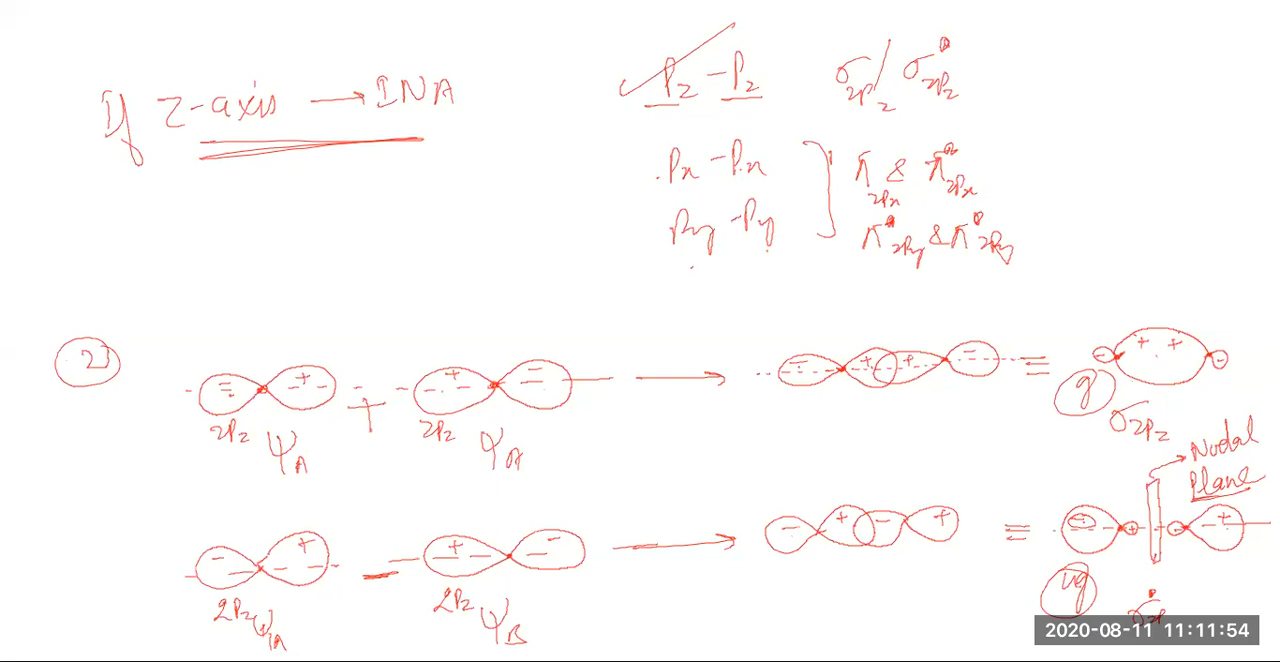 If Z-axis → INA
Pz - Pz σ2Pz / σ*2Pz
Px - Px ] π2Px & π*2Px
Py - Py π*2Py & π*2Py
2
- + + + - → - + + - ≡ - + + -
2Pz 2Pz g σ2Pz
ψA ψA
Nodal
Plane
- + - + - → - + - + ≡ - + +
2Pz ψA 2Pz ψB ug σ*2P
2020-08-11 11:11:54